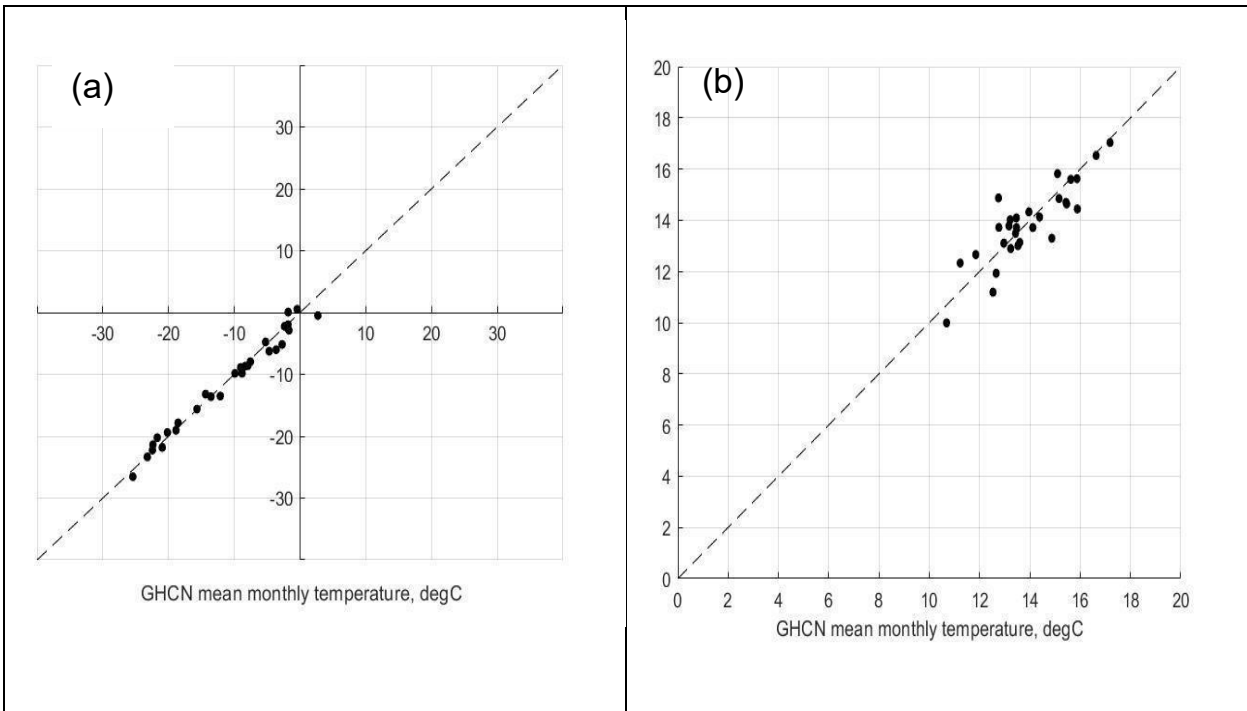 (a)
30
20
10
-30 -20 -10 10 20 30
-10
-20
-30
GHCN mean monthly temperature, degC
(b)
20
18
16
14
12
10
8
6
4
2
0
0 2 4 6 8 10 12 14 16 18 20
GHCN mean monthly temperature, degC